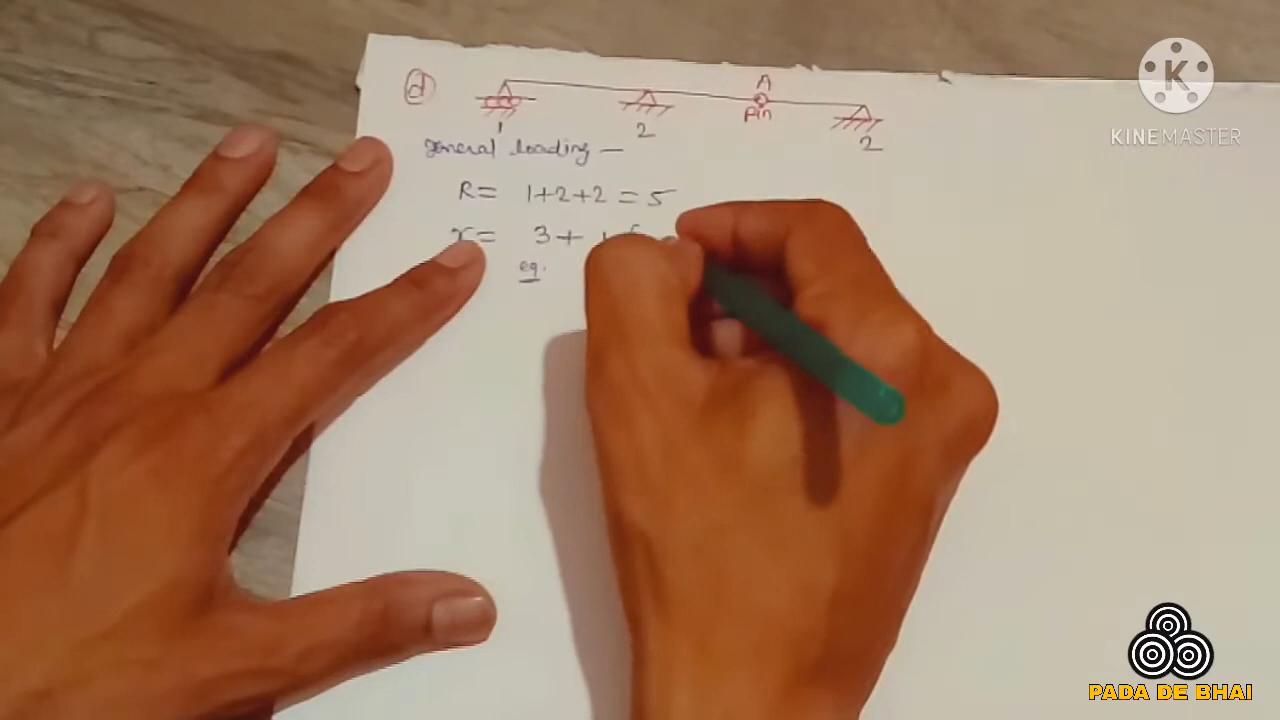 d
A
Pin
1 2 2
general loading —
R = 1+2+2 = 5
r = 3 +
eq.
K
KINEMASTER
PADA DE BHAI